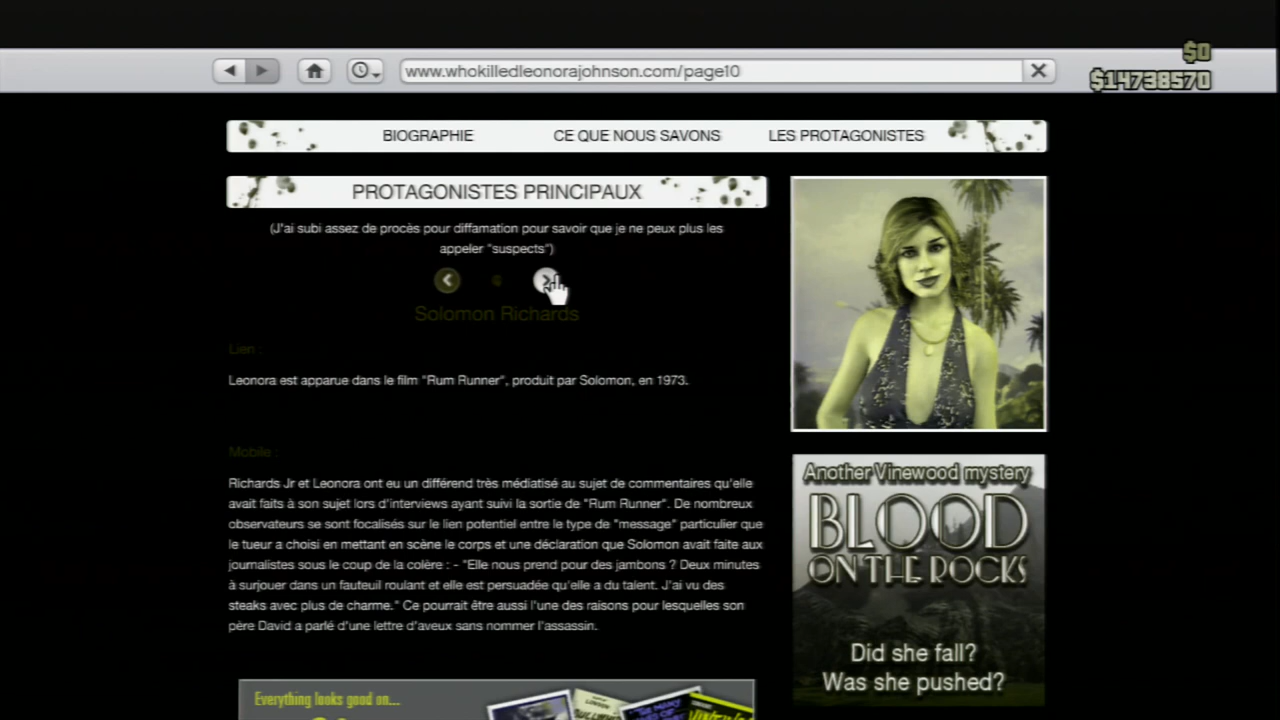 $0
www.whokilledleonorajohnson.com/page10
$14738570
BIOGRAPHIE CE QUE NOUS SAVONS LES PROTAGONISTES
PROTAGONISTES PRINCIPAUX
(J'ai subi assez de procès pour diffamation pour savoir que je ne peux plus les
appeler "suspects")
Solomon Richards
Lien :
Leonora est apparue dans le film "Rum Runner", produit par Solomon, en 1973.
Mobile :
Richards Jr et Leonora ont eu un différend très médiatisé au sujet de commentaires qu'elle
avait faits à son sujet lors d'interviews ayant suivi la sortie de "Rum Runner". De nombreux
observateurs se sont focalisés sur le lien potentiel entre le type de "message" particulier que
le tueur a choisi en mettant en scène le corps et une déclaration que Solomon avait faite aux
journalistes sous le coup de la colère : - "Elle nous prend pour des jambons ? Deux minutes
à surjouer dans un fauteuil roulant et elle est persuadée qu'elle a du talent. J'ai vu des
steaks avec plus de charme." Ce pourrait être aussi l'une des raisons pour lesquelles son
père David a parlé d'une lettre d'aveux sans nommer l'assassin.
Another Vinewood mystery
BLOOD
ON THE ROCKS
Did she fall?
Was she pushed?
Everything looks good on...